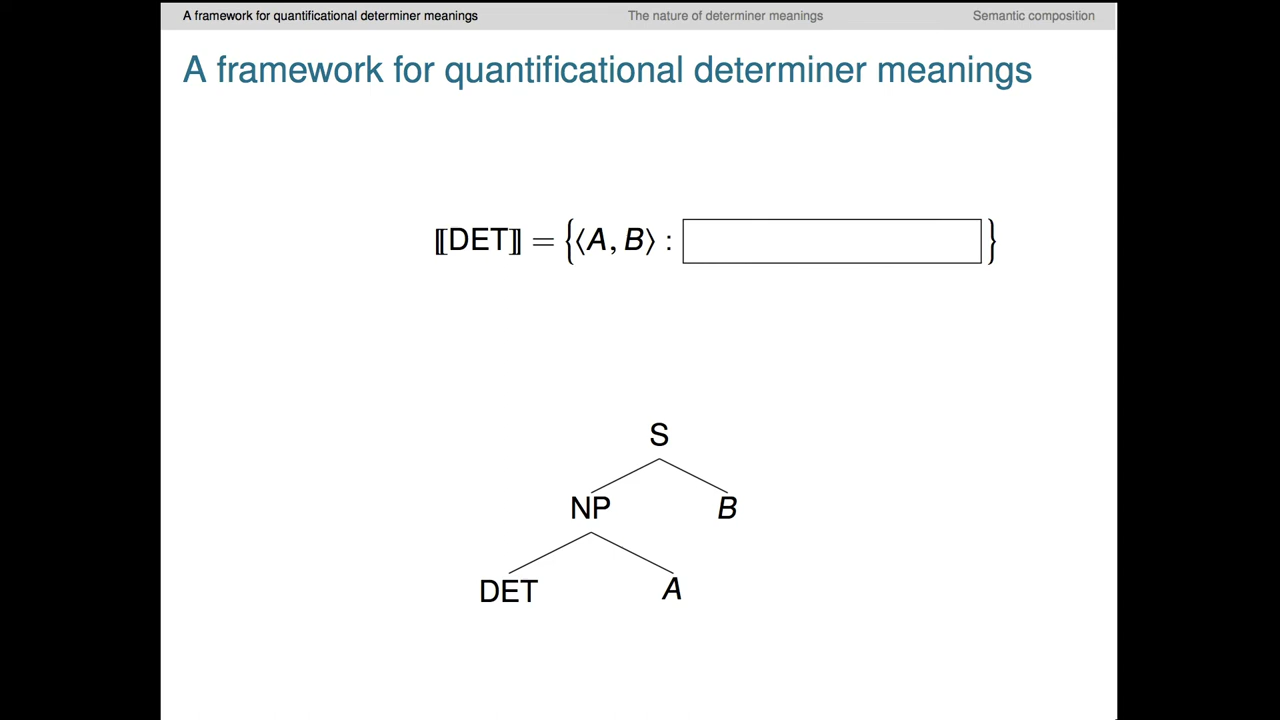 A framework for quantificational determiner meanings The nature of determiner meanings Semantic composition
A framework for quantificational determiner meanings
⟦DET⟧ = {⟨A, B⟩ : }
S
NP B
DET A